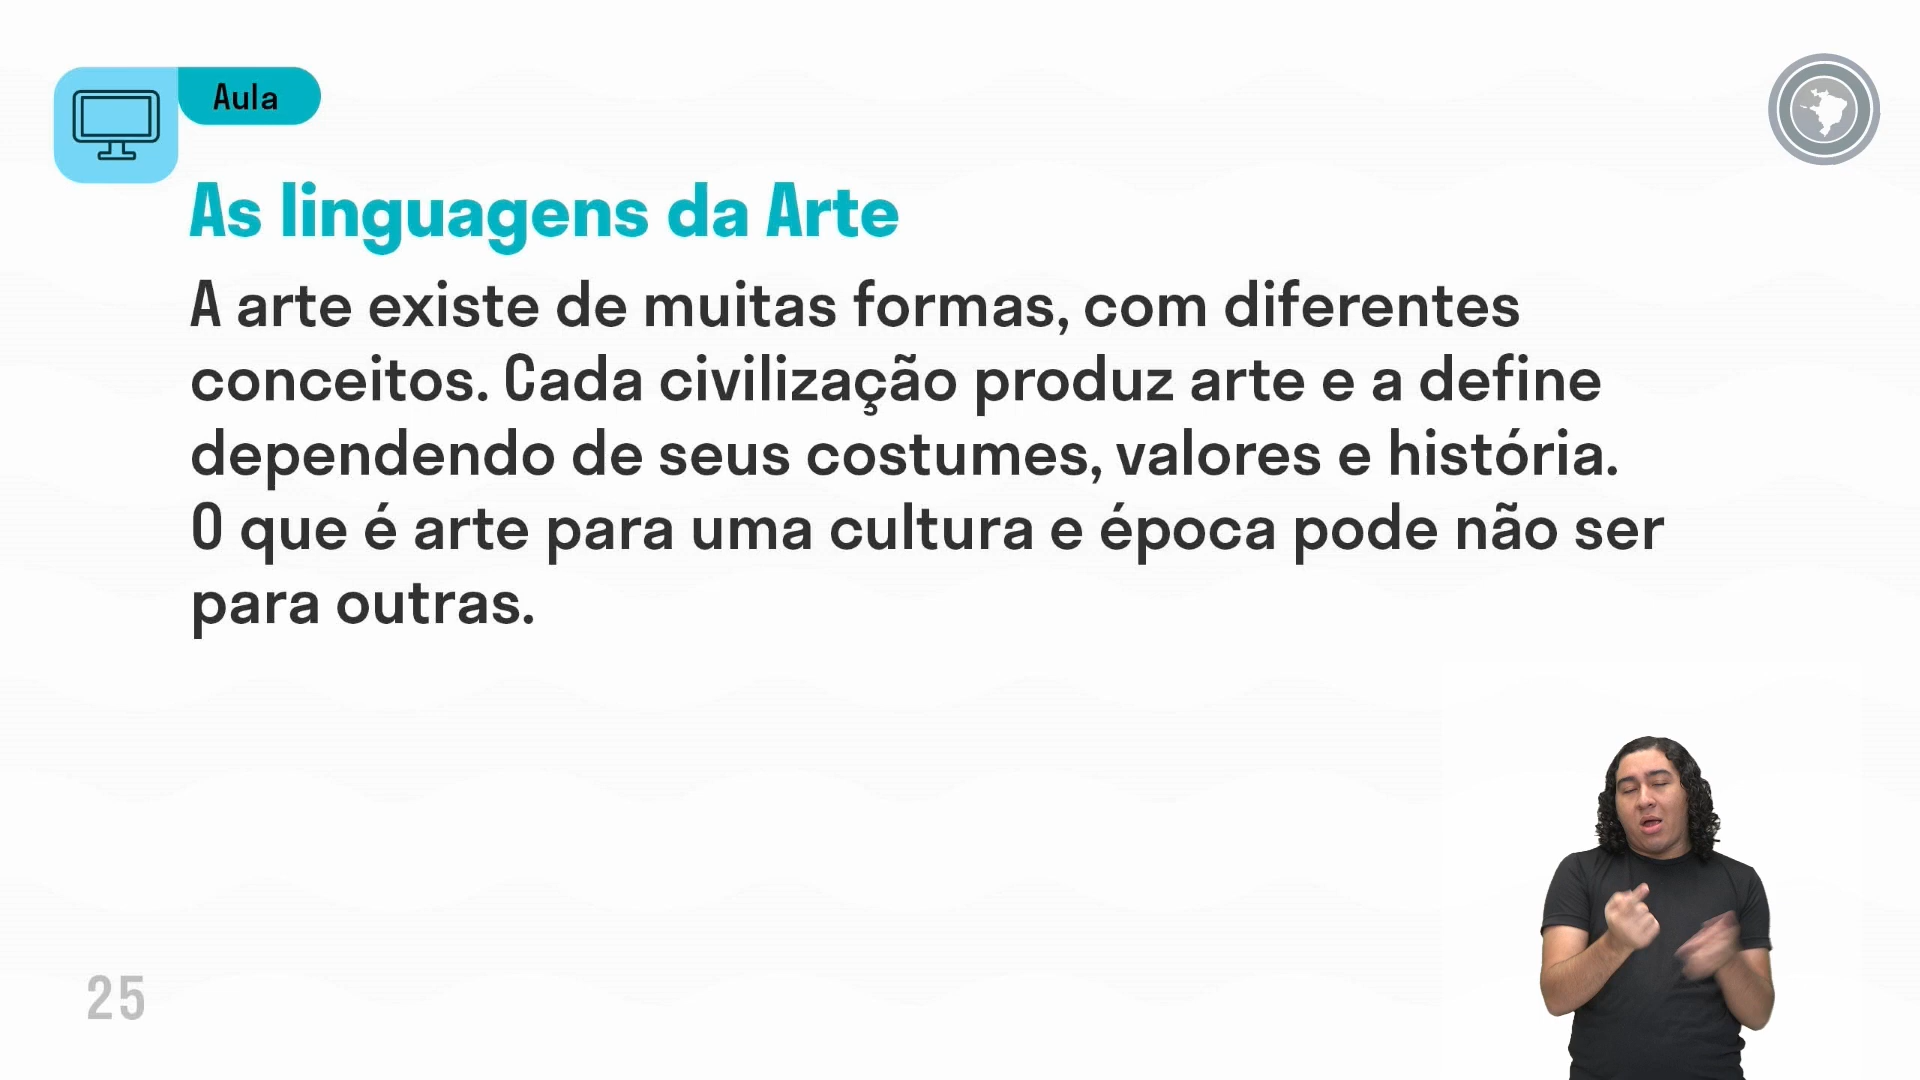 Aula
As linguagens da Arte
A arte existe de muitas formas, com diferentes
conceitos. Cada civilização produz arte e a define
dependendo de seus costumes, valores e história.
O que é arte para uma cultura e época pode não ser
para outras.
25